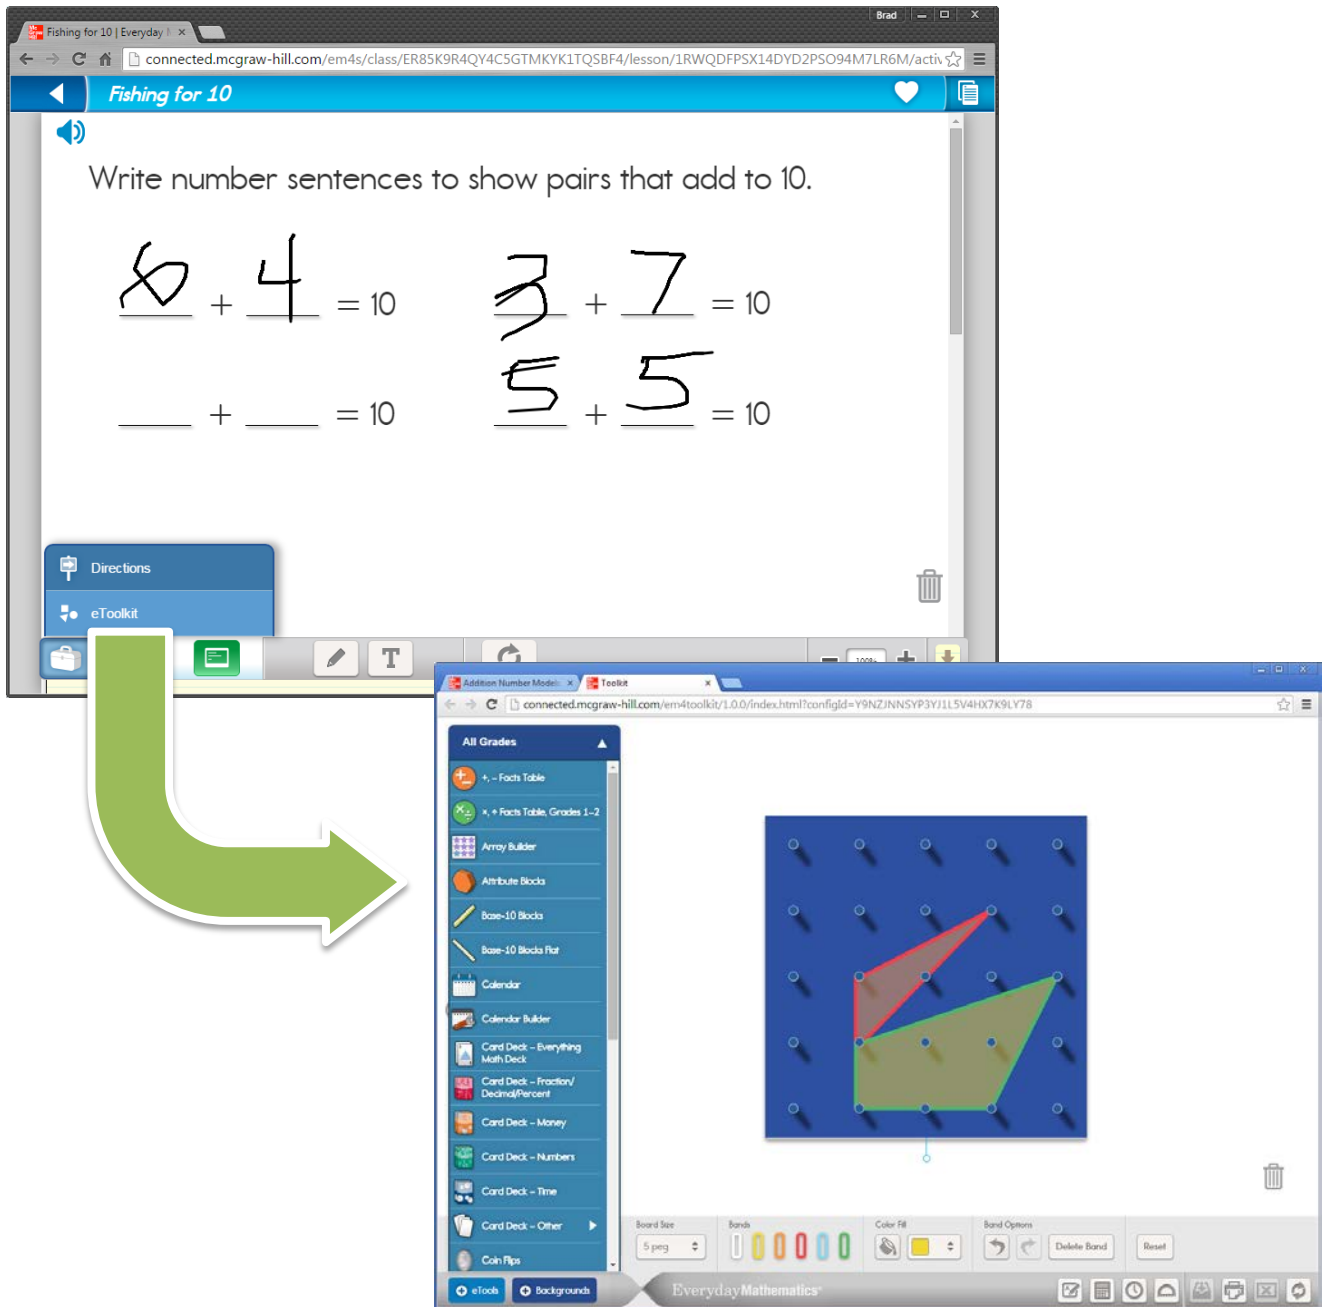 Brad
Fishing for 10 | Everyday M
connected.mcgraw-hill.com/em4s/class/ER85K9R4QY4C5GTMKYK1TQSBF4/lesson/1RWQDFPSX14DYD2PSO94M7LR6M/activ
Fishing for 10
Write number sentences to show pairs that add to 10.
6 + 4 = 10 3 + 7 = 10
___ + ___ = 10 5 + 5 = 10
Directions
eToolkit
T
100%
Addition Number Models Toolkit
connected.mcgraw-hill.com/em4toolkit/1.0.0/index.html?configId=Y9NZJNNSYP3YJ1L5V4HX7K9LY78
All Grades
+, - Facts Table
×, ÷ Facts Table, Grades 1-2
Array Builder
Attribute Blocks
Base-10 Blocks
Base-10 Blocks Flat
Calendar
Calendar Builder
Card Deck - Everything
Math Deck
Card Deck - Fraction/
Decimal/Percent
Card Deck - Money
Card Deck - Numbers
Card Deck - Time
Card Deck - Other
Coin Flips
Board Size Bands Color Fill Band Options
5 peg Delete Band Reset
eTools Backgrounds EverydayMathematics®